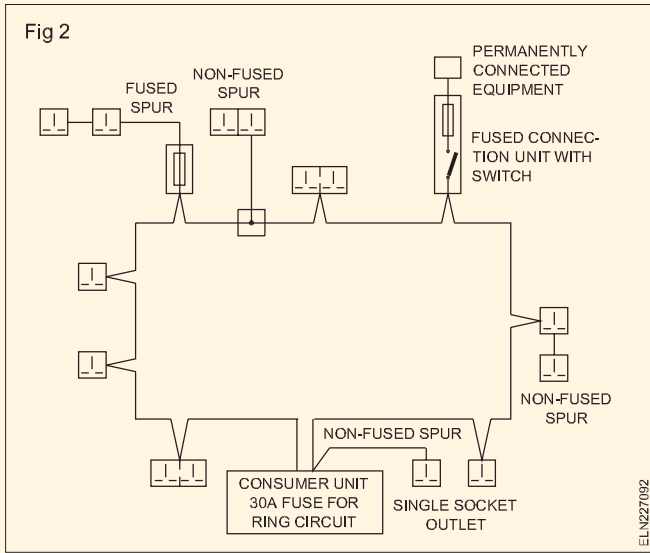 Fig 2
FUSED
SPUR
NON-FUSED
SPUR
PERMANENTLY
CONNECTED
EQUIPMENT
FUSED CONNEC-
TION UNIT WITH
SWITCH
NON-FUSED
SPUR
NON-FUSED SPUR
CONSUMER UNIT
30A FUSE FOR
RING CIRCUIT
SINGLE SOCKET
OUTLET
ELN227092